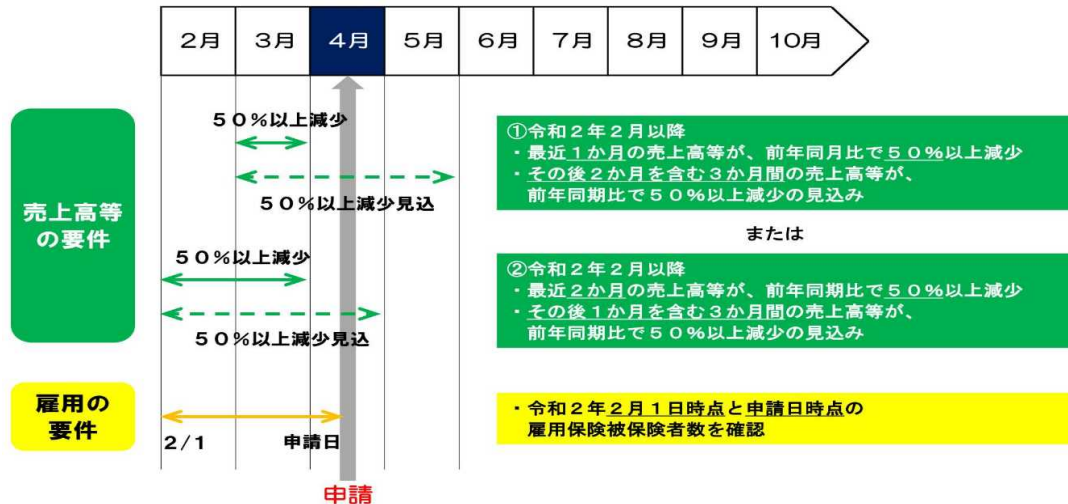 ２月 ３月 ４月 ５月 ６月 ７月 ８月 ９月 １０月
売上高等
の要件
５０％以上減少
５０％以上減少見込
５０％以上減少
５０％以上減少見込
①令和２年２月以降
・最近１か月の売上高等が、前年同月比で５０％以上減少
・その後２か月を含む３か月間の売上高等が、
前年同期比で５０％以上減少の見込み
または
②令和２年２月以降
・最近２か月の売上高等が、前年同期比で５０％以上減少
・その後１か月を含む３か月間の売上高等が、
前年同期比で５０％以上減少の見込み
雇用の
要件
２/１
申請日
・令和２年２月１日時点と申請日時点の
雇用保険被保険者数を確認
申請